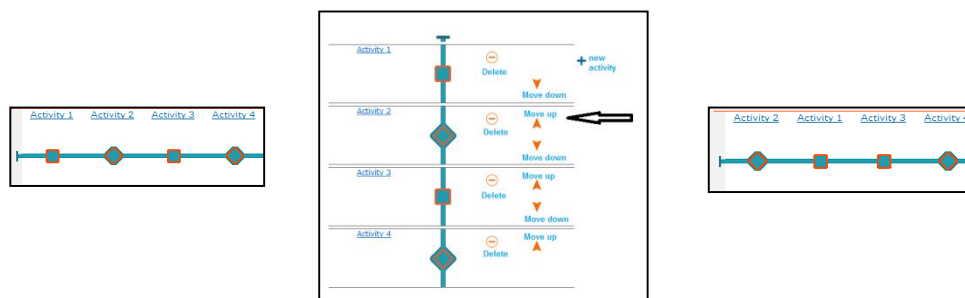 Activity 1 Activity 2 Activity 3 Activity 4
Activity 1
Delete
Move down
new
activity
Activity 2
Move up
Delete
Move down
Activity 3
Move up
Delete
Move down
Activity 4
Move up
Delete
Activity 2 Activity 1 Activity 3 Activity